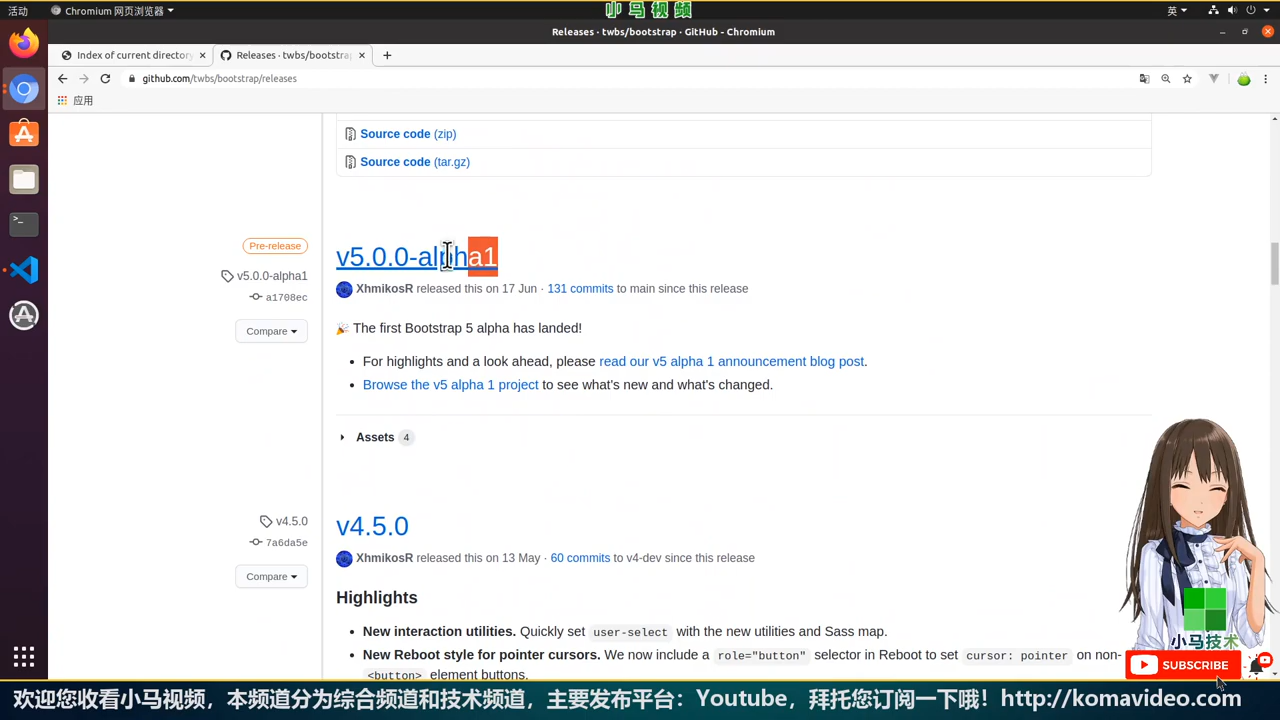 活动
Chromium 网页浏览器
小马视频
英
Releases · twbs/bootstrap · GitHub - Chromium
Index of current directory
Releases · twbs/bootstrap
github.com/twbs/bootstrap/releases
应用
Source code (zip)
Source code (tar.gz)
Pre-release
v5.0.0-alpha1
v5.0.0-alpha1
a1708ec
Compare
XhmikosR released this on 17 Jun · 131 commits to main since this release
🎉 The first Bootstrap 5 alpha has landed!
• For highlights and a look ahead, please read our v5 alpha 1 announcement blog post.
• Browse the v5 alpha 1 project to see what's new and what's changed.
Assets 4
v4.5.0
7a6da5e
Compare
v4.5.0
XhmikosR released this on 13 May · 60 commits to v4-dev since this release
Highlights
• New interaction utilities. Quickly set user-select with the new utilities and Sass map.
• New Reboot style for pointer cursors. We now include a role="button" selector in Reboot to set cursor: pointer on non-
<button> element buttons.
小马技术
SUBSCRIBE
欢迎您收看小马视频，本频道分为综合频道和技术频道，主要发布平台：Youtube，拜托您订阅一下哦！http://komavideo.com